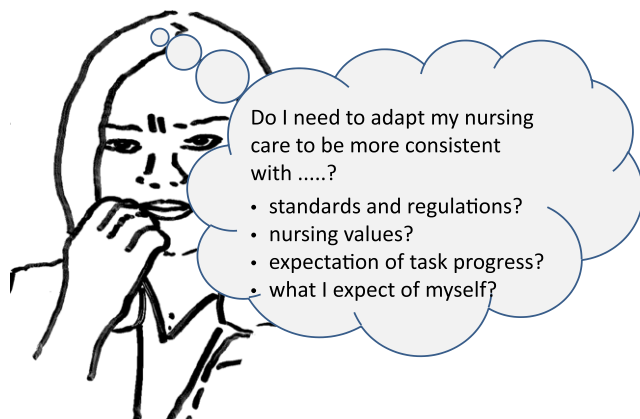 Do I need to adapt my nursing
care to be more consistent
with .....?
• standards and regulations?
• nursing values?
• expectation of task progress?
• what I expect of myself?